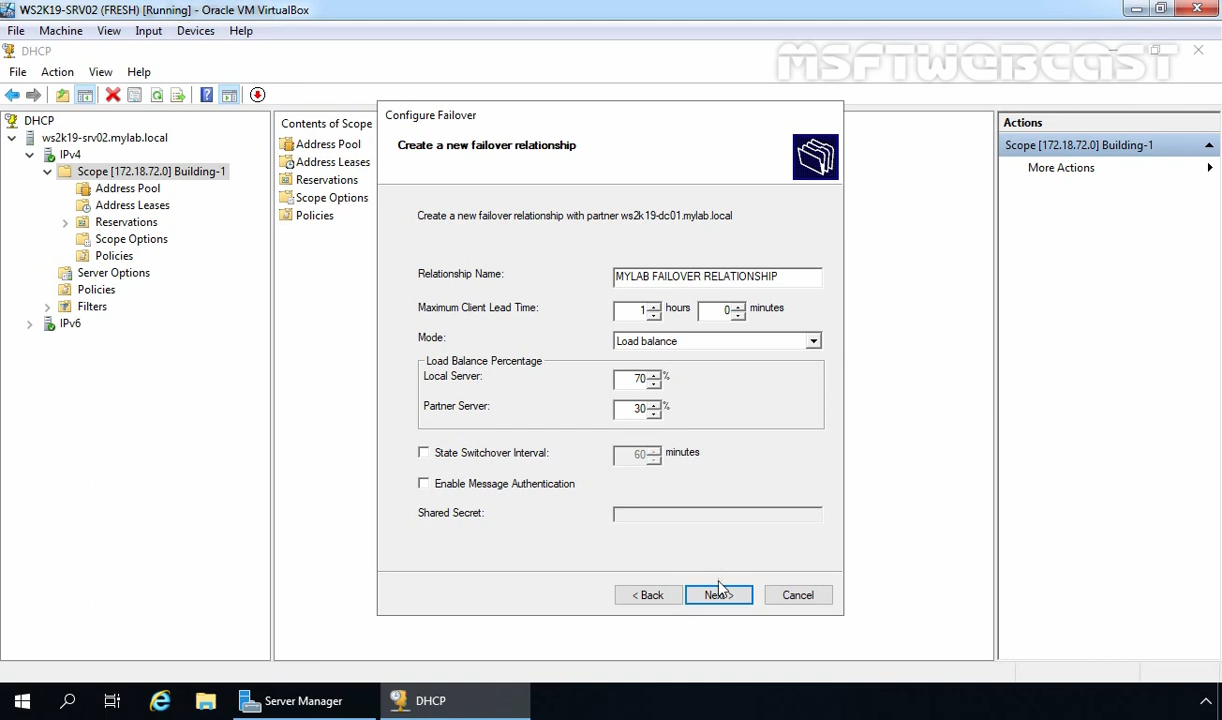 WS2K19-SRV02 (FRESH) [Running] - Oracle VM VirtualBox
File Machine View Input Devices Help
DHCP
MSFTWEBCAST
File Action View Help
DHCP
ws2k19-srv02.mylab.local
IPv4
Scope [172.18.72.0] Building-1
Address Pool
Address Leases
Reservations
Scope Options
Policies
Server Options
Policies
Filters
IPv6
Contents of Scope
Address Pool
Address Leases
Reservations
Scope Options
Policies
Configure Failover
Create a new failover relationship
Create a new failover relationship with partner ws2k19-dc01.mylab.local
Relationship Name: MYLAB FAILOVER RELATIONSHIP
Maximum Client Lead Time: 1 hours 0 minutes
Mode: Load balance
Load Balance Percentage
Local Server: 70 %
Partner Server: 30 %
State Switchover Interval: 60 minutes
Enable Message Authentication
Shared Secret:
< Back Next > Cancel
Actions
Scope [172.18.72.0] Building-1
More Actions
Server Manager DHCP